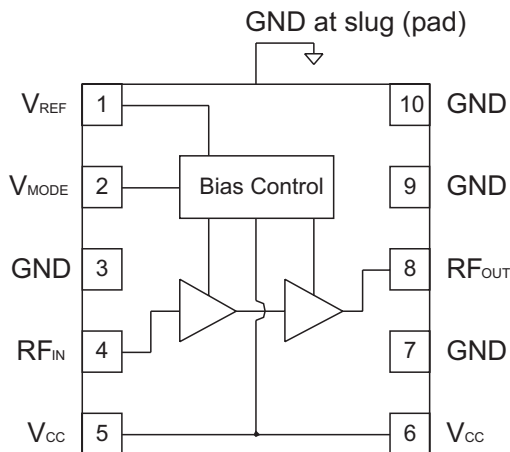 GND at slug (pad)
VREF 1 10 GND
Bias Control
VMODE 2 9 GND
GND 3 8 RFOUT
RFIN 4 7 GND
VCC 5 6 VCC